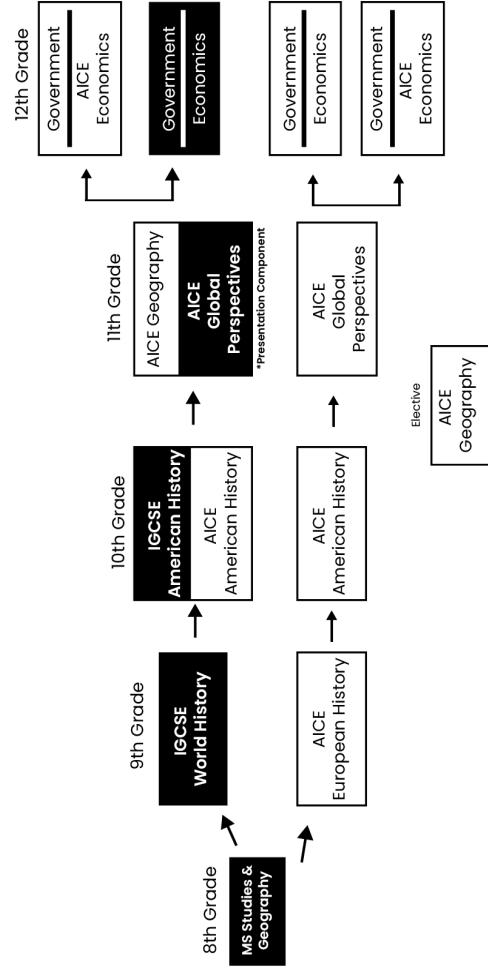 8th Grade
MS Studies &
Geography
9th Grade
IGCSE
World History
AICE
European History
10th Grade
IGCSE
American History
AICE
American History
AICE
American History
11th Grade
AICE Geography
AICE
Global
Perspectives
*Presentation Component
AICE
Global
Perspectives
Elective
AICE
Geography
12th Grade
Government
AICE
Economics
Government
Economics
Government
Economics
Government
AICE
Economics